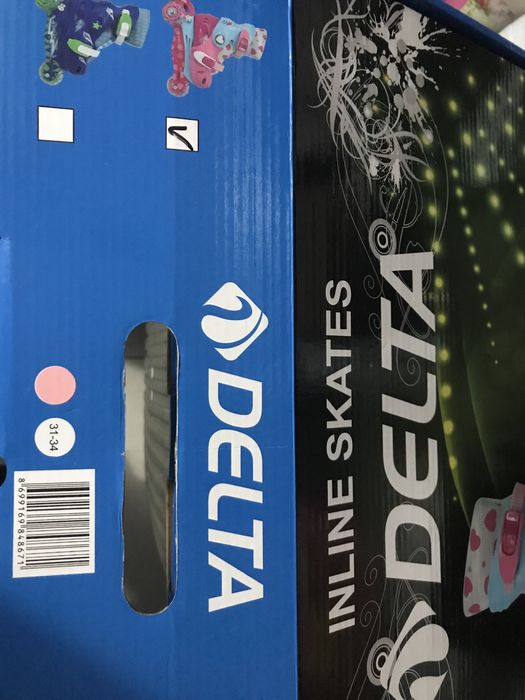 DELTA
31-34
8699169848671
INLINE SKATES
DELTA